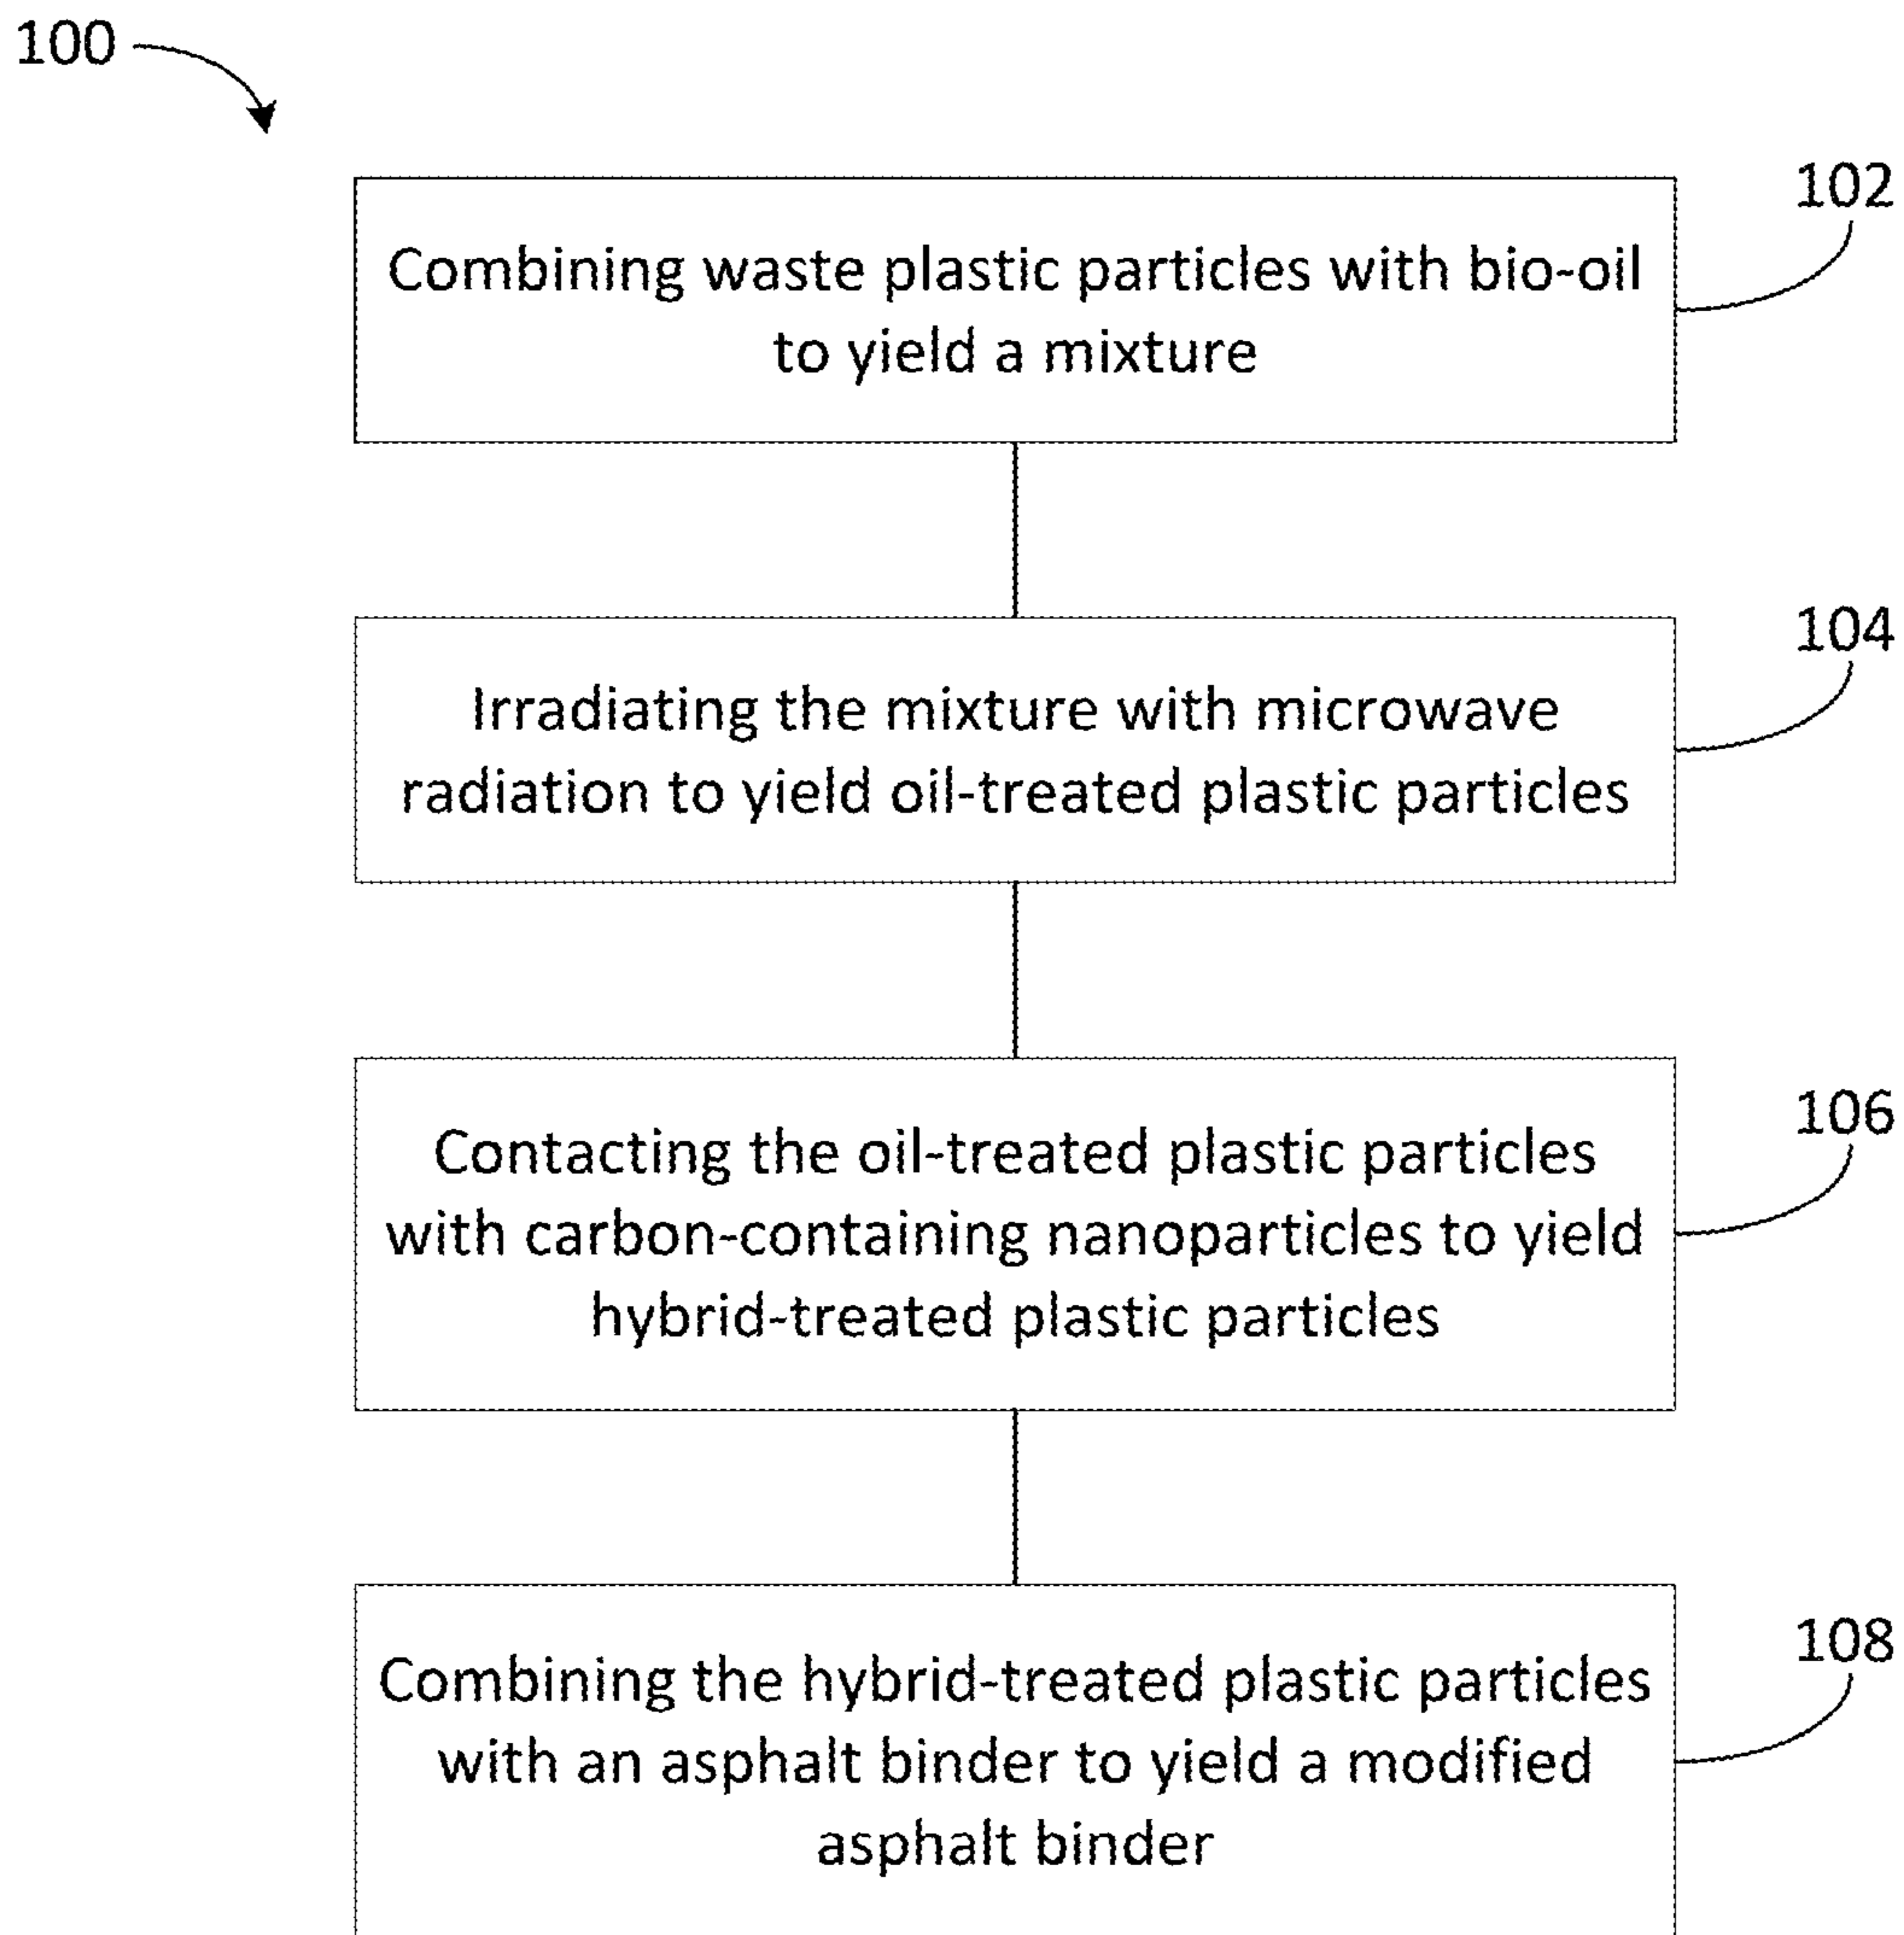 100
102
Combining waste plastic particles with bio-oil
to yield a mixture
104
Irradiating the mixture with microwave
radiation to yield oil-treated plastic particles
106
Contacting the oil-treated plastic particles
with carbon-containing nanoparticles to yield
hybrid-treated plastic particles
108
Combining the hybrid-treated plastic particles
with an asphalt binder to yield a modified
asphalt binder